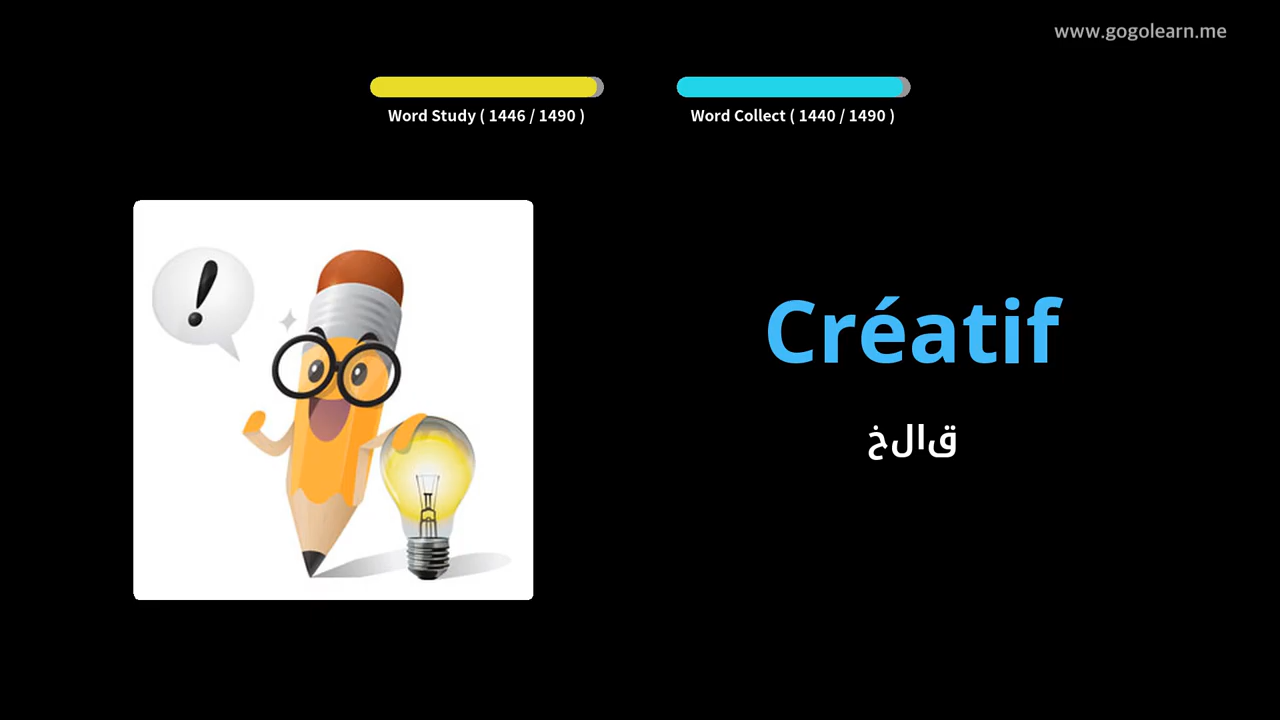 www.gogolearn.me
Word Study ( 1446 / 1490 )
Word Collect ( 1440 / 1490 )
!
Créatif
قالخ